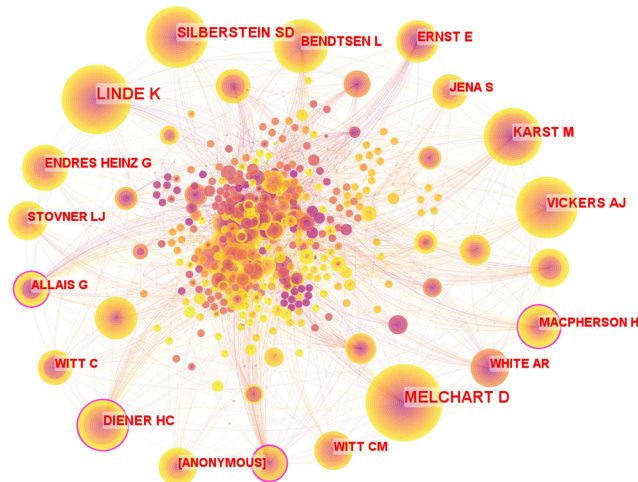 SILBERSTEIN SD
BENDTSEN L
ERNST E
JENA S
LINDE K
KARST M
ENDRES HEINZ G
VICKERS AJ
STOVNER LJ
ALLAIS G
MACPHERSON H
WITT C
WHITE AR
MELCHART D
DIENER HC
WITT CM
[ANONYMOUS]